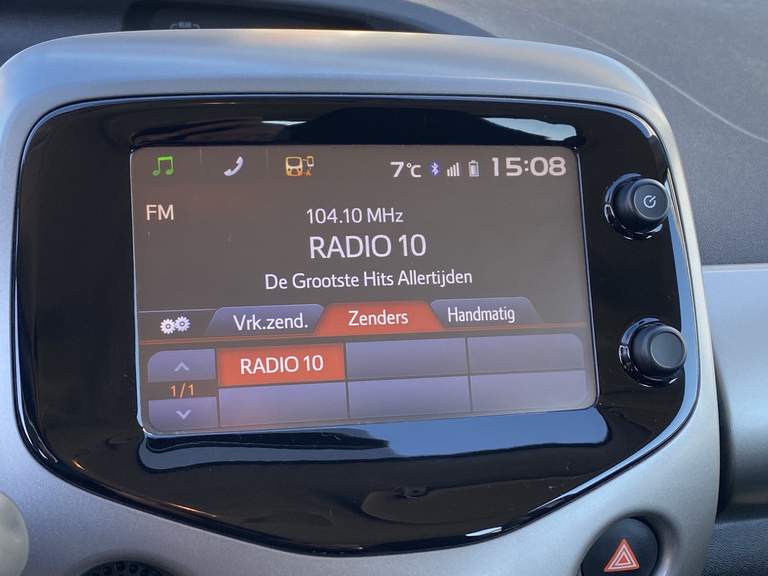 7°C 15:08
FM
104.10 MHz
RADIO 10
De Grootste Hits Allertijden
Vrk.zend. Zenders Handmatig
RADIO 10
1/1